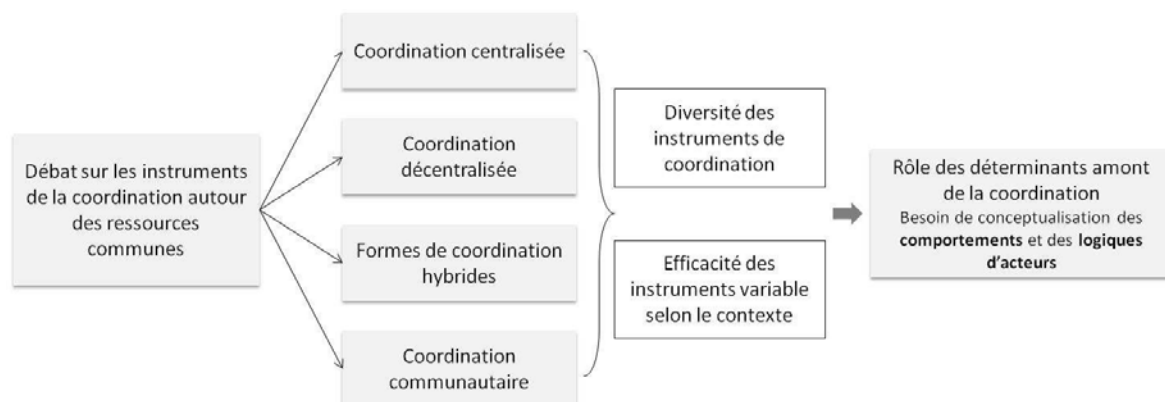 Débat sur les instruments
de la coordination autour
des ressources
communes
Coordination centralisée
Coordination
décentralisée
Formes de coordination
hybrides
Coordination
communautaire
Diversité des
instruments de
coordination
Efficacité des
instruments variable
selon le contexte
Rôle des déterminants amont
de la coordination
Besoin de conceptualisation des
comportements et des logiques
d'acteurs